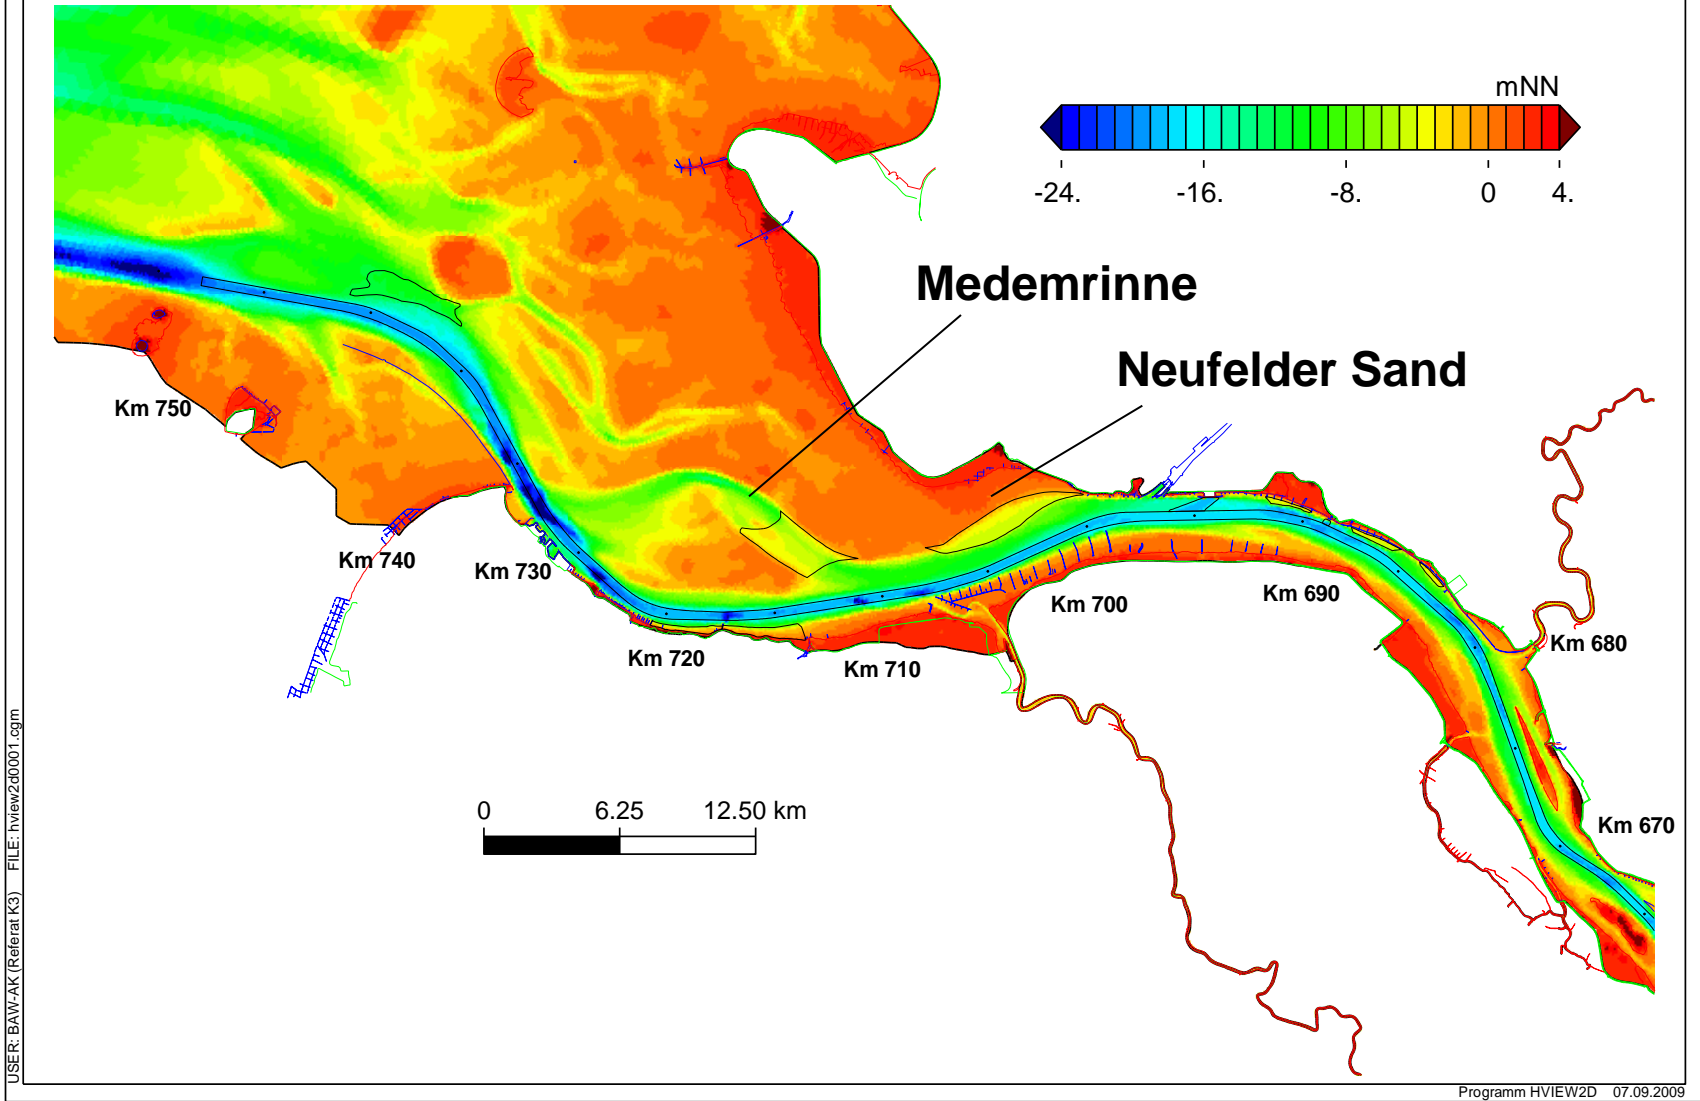 mNN
-24. -16. -8. 0 4.
Medemrinne
Neufelder Sand
Km 750
Km 740
Km 730
Km 720
Km 710
Km 700
Km 690
Km 680
Km 670
0 6.25 12.50 km
USER: BAW-AK (Referat K3) FILE: hview2d0001.cgm
Programm HVIEW2D 07.09.2009